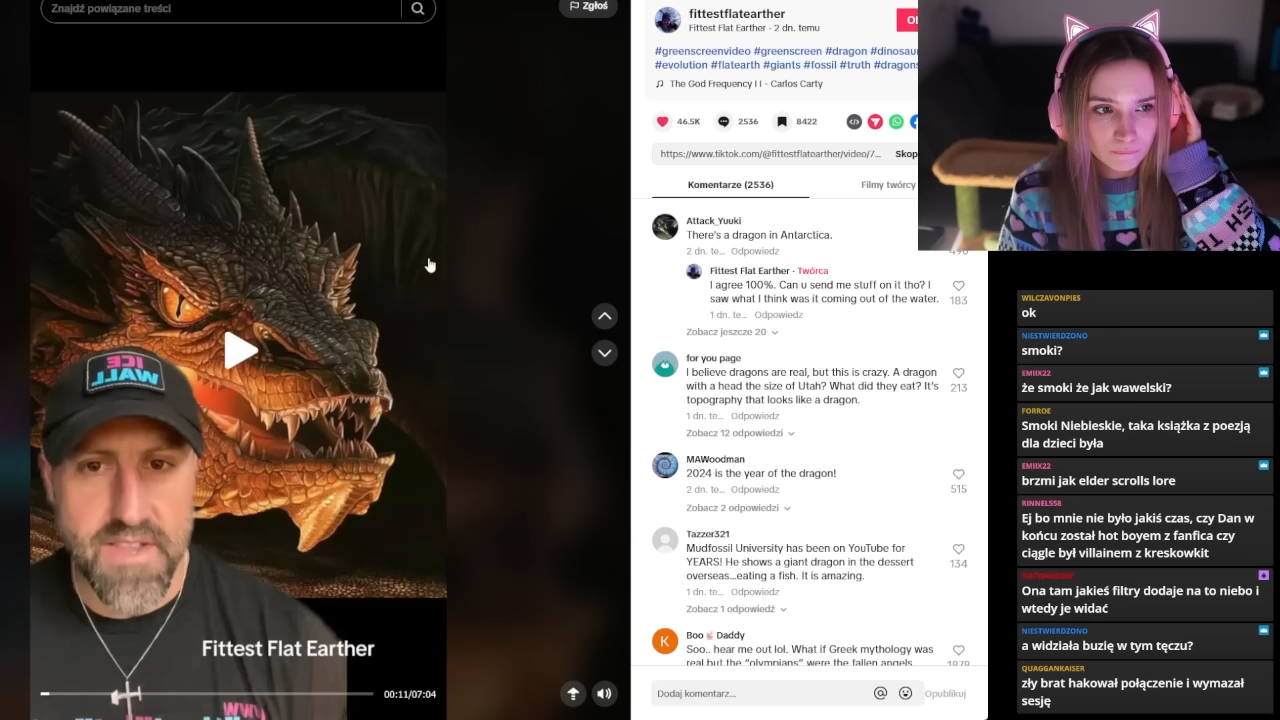 Znajdź powiązane treści
Zgłoś
ICE
WALL
Fittest Flat Earther
00:11/07:04
fittestflatearther
Fittest Flat Earther · 2 dn. temu
#greenscreenvideo #greenscreen #dragon #dinosaur
#evolution #flatearth #giants #fossil #truth #dragons
The God Frequency I I - Carlos Carty
46.5K
2536
8422
https://www.tiktok.com/@fittestflatearther/video/7...
Skop
Komentarze (2536)
Filmy twórcy
Attack_Yuuki
There's a dragon in Antarctica.
2 dn. te... Odpowiedz
496
Fittest Flat Earther · Twórca
I agree 100%. Can u send me stuff on it tho? I
saw what I think was it coming out of the water.
183
1 dn. te... Odpowiedz
Zobacz jeszcze 20
for you page
I believe dragons are real, but this is crazy. A dragon
with a head the size of Utah? What did they eat? It's
topography that looks like a dragon.
213
1 dn. te... Odpowiedz
Zobacz 12 odpowiedzi
MAWoodman
2024 is the year of the dragon!
515
2 dn. te... Odpowiedz
Zobacz 2 odpowiedzi
Tazzer321
Mudfossil University has been on YouTube for
YEARS! He shows a giant dragon in the dessert
overseas...eating a fish. It is amazing.
134
1 dn. te... Odpowiedz
Zobacz 1 odpowiedź
K
Boo Daddy
Soo.. hear me out lol. What if Greek mythology was
real but the "olympians" were the fallen angels
1979
Dodaj komentarz...
Opublikuj
WILCZAVONPIES
ok
NIESTWIERDZONO
smoki?
EMIIX22
że smoki że jak wawelski?
FORROE
Smoki Niebieskie, taka książka z poezją
dla dzieci była
EMIIX22
brzmi jak elder scrolls lore
RINNEL558
Ej bo mnie nie było jakiś czas, czy Dan w
końcu został hot boyem z fanfica czy
ciągle był villainem z kreskowkit
Ona tam jakieś filtry dodaje na to niebo i
wtedy je widać
NIESTWIERDZONO
a widziała buzię w tym tęczu?
QUAGGANKAISER
zły brat hakował połączenie i wymazał
sesję